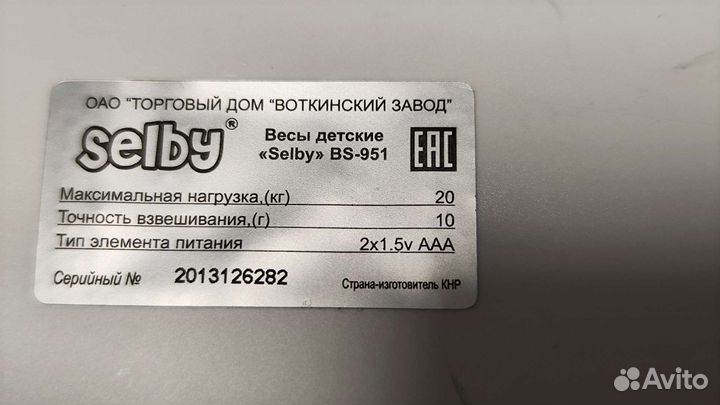 ОАО "ТОРГОВЫЙ ДОМ "ВОТКИНСКИЙ ЗАВОД"
selby®
Весы детские
«Selby» BS-951
EAC
Максимальная нагрузка,(кг) 20
Точность взвешивания,(г) 10
Тип элемента питания 2x1.5v AAA
Серийный № 2013126282
Страна-изготовитель КНР
Avito